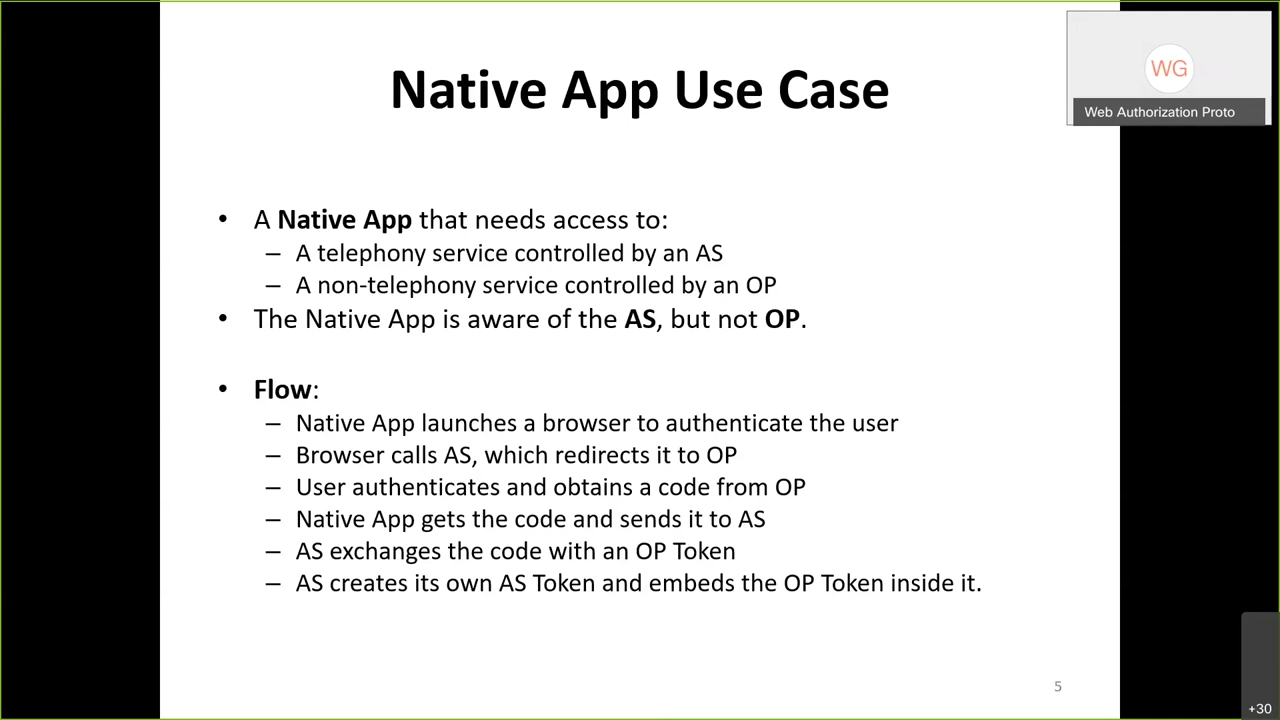 Native App Use Case
WG
Web Authorization Proto
• A Native App that needs access to:
– A telephony service controlled by an AS
– A non-telephony service controlled by an OP
• The Native App is aware of the AS, but not OP.
• Flow:
– Native App launches a browser to authenticate the user
– Browser calls AS, which redirects it to OP
– User authenticates and obtains a code from OP
– Native App gets the code and sends it to AS
– AS exchanges the code with an OP Token
– AS creates its own AS Token and embeds the OP Token inside it.
5
+30